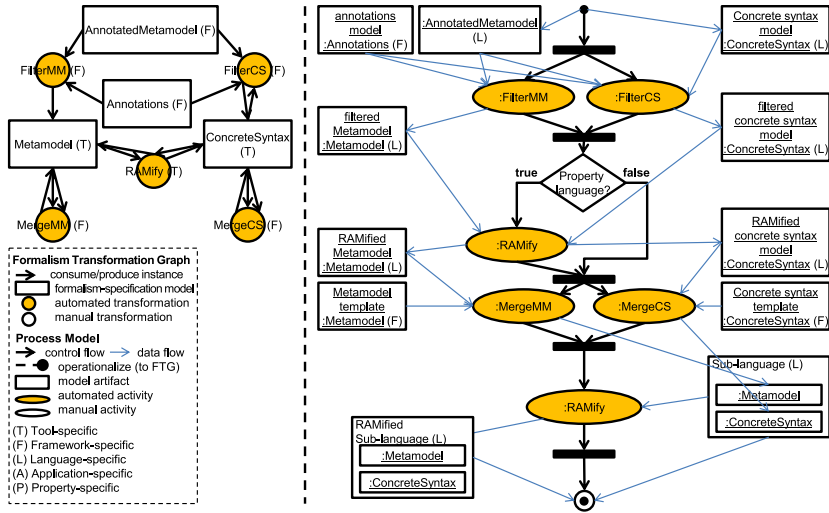 AnnotatedMetamodel (F)
FilterMM (F)
FilterCS (F)
Annotations (F)
Metamodel (T)
ConcreteSyntax
(T)
RAMify (T)
MergeMM (F)
MergeCS (F)
Formalism Transformation Graph
consume/produce instance
formalism-specification model
automated transformation
manual transformation
Process Model
control flow
data flow
operationalize (to FTG)
model artifact
automated activity
manual activity
(T) Tool-specific
(F) Framework-specific
(L) Language-specific
(A) Application-specific
(P) Property-specific
annotations
model
:Annotations (F)
:AnnotatedMetamodel
(L)
Concrete syntax
model
:ConcreteSyntax (L)
:FilterMM
:FilterCS
filtered
Metamodel
:Metamodel (L)
filtered
concrete syntax
model
:ConcreteSyntax (L)
true
Property
language?
false
:RAMify
RAMified
Metamodel
:Metamodel (L)
RAMified
concrete syntax
model
:ConcreteSyntax (L)
Metamodel
template
:Metamodel (F)
:MergeMM
:MergeCS
Concrete syntax
template
:ConcreteSyntax (F)
Sub-language (L)
:Metamodel
:ConcreteSyntax
:RAMify
RAMified
Sub-language (L)
:Metamodel
:ConcreteSyntax